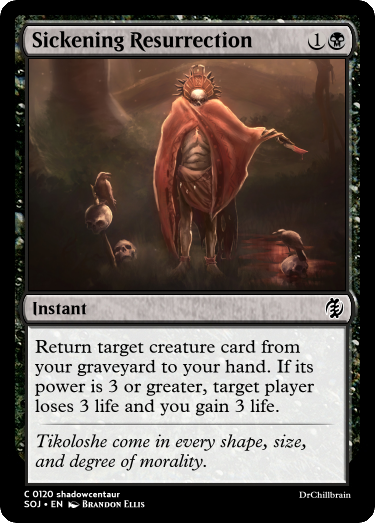 Sickening Resurrection 1
Instant
Return target creature card from
your graveyard to your hand. If its
power is 3 or greater, target player
loses 3 life and you gain 3 life.
Tikoloshe come in every shape, size,
and degree of morality.
C 0120 shadowcentaur
SOJ • EN Brandon Ellis
DrChillbrain